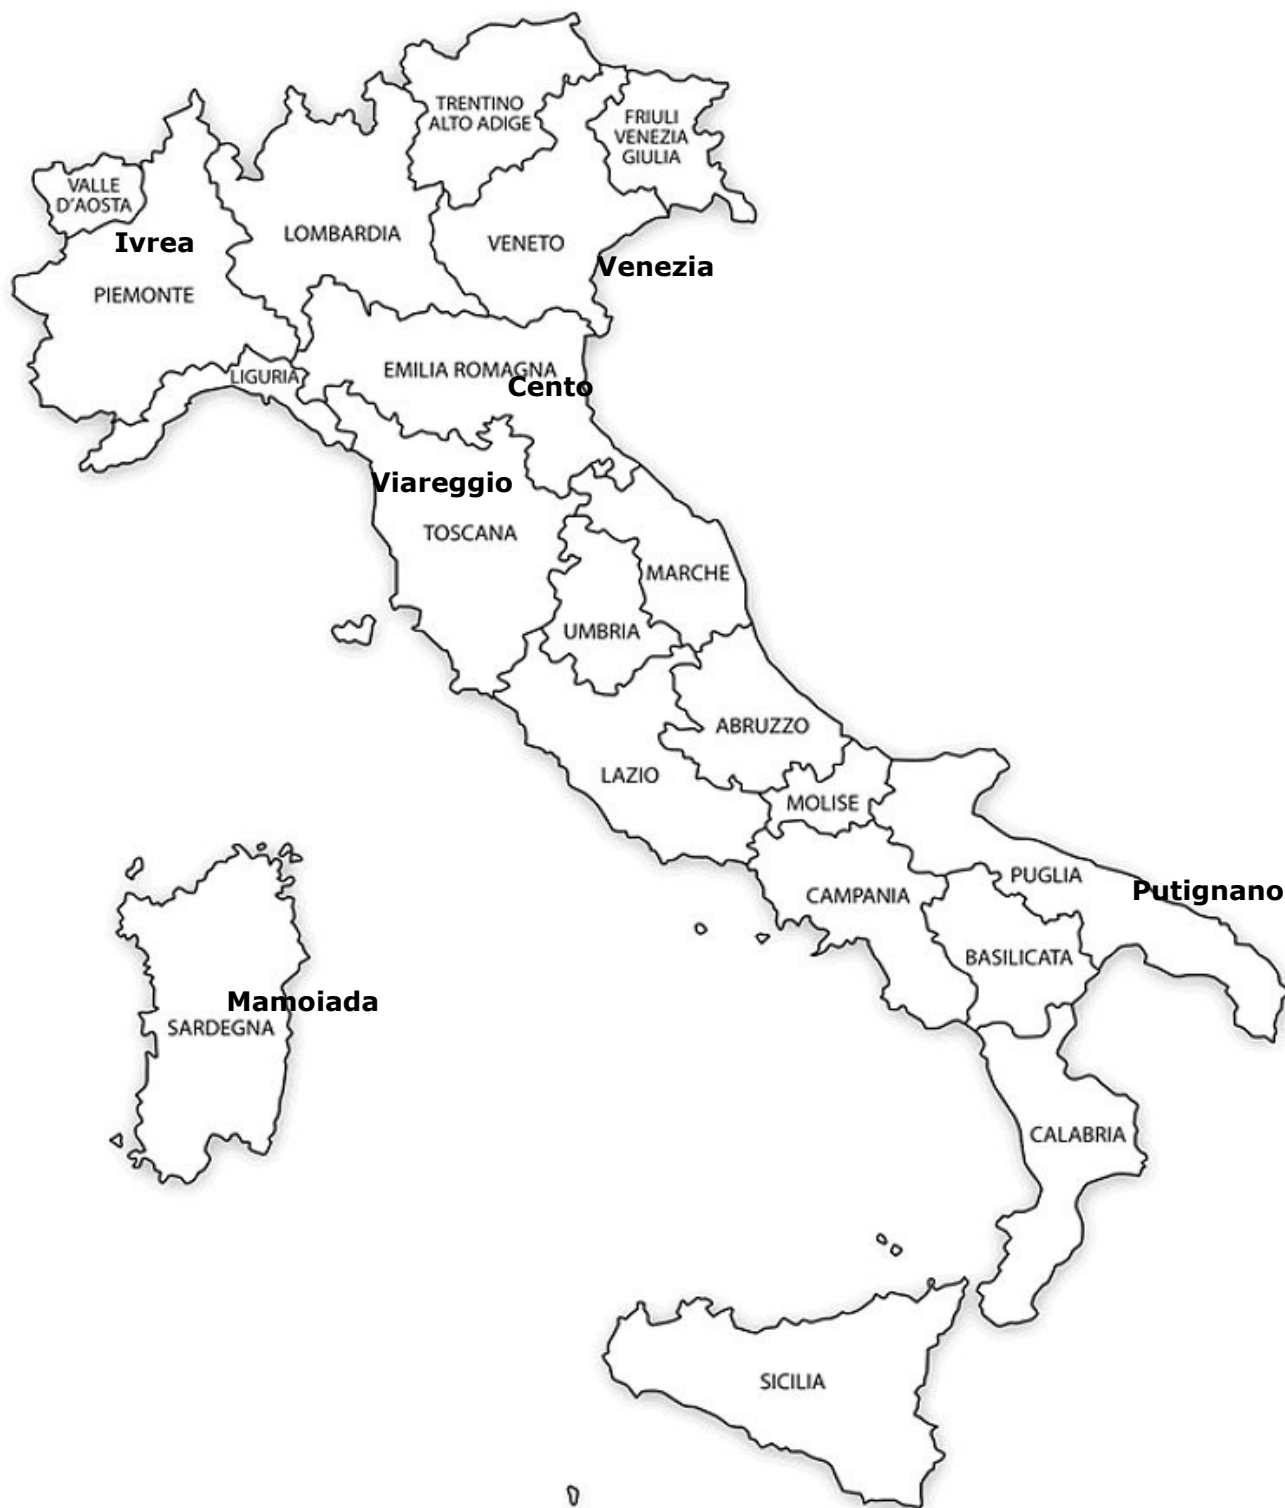 TRENTINO
ALTO ADIGE
FRIULI
VENEZIA
GIULIA
VALLE
D'AOSTA
LOMBARDIA
VENETO
Ivrea
Venezia
PIEMONTE
EMILIA ROMAGNA
LIGURIA
Cento
Viareggio
TOSCANA
MARCHE
UMBRIA
ABRUZZO
LAZIO
MOLISE
PUGLIA
Putignano
CAMPANIA
BASILICATA
Mamoiada
SARDEGNA
CALABRIA
SICILIA